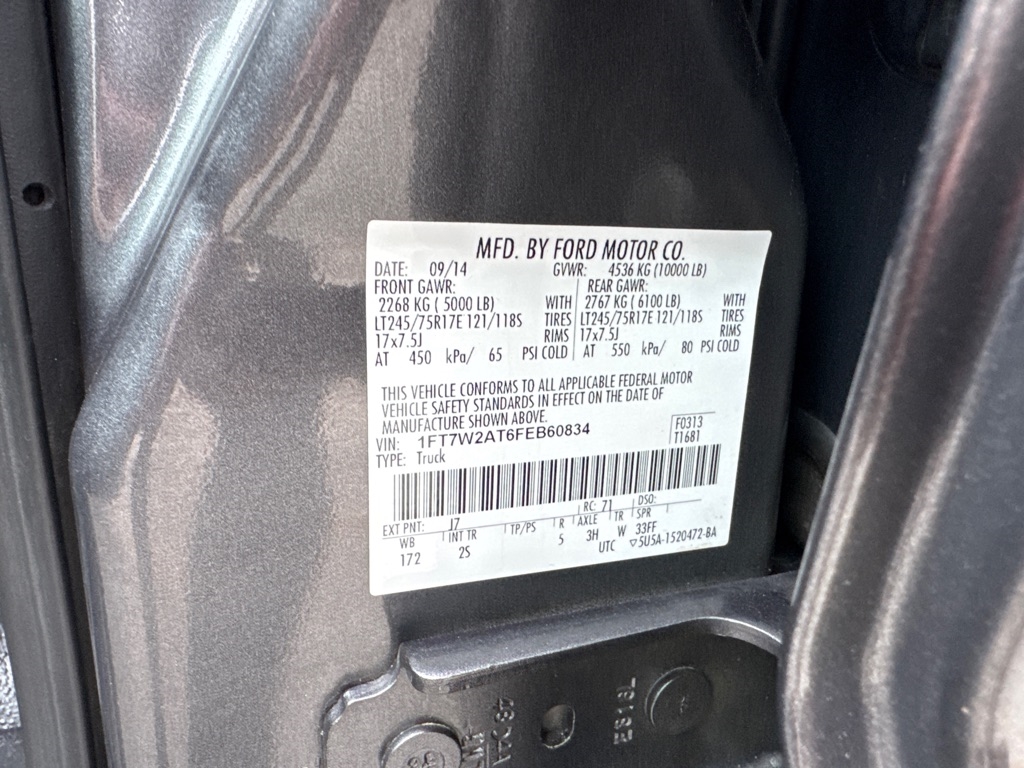 MFD. BY FORD MOTOR CO.
DATE: 09/14 GVWR: 4536 KG (10000 LB)
FRONT GAWR: REAR GAWR:
2268 KG ( 5000 LB) WITH 2767 KG ( 6100 LB) WITH
LT245/75R17E 121/118S TIRES LT245/75R17E 121/118S TIRES
17x7.5J RIMS 17x7.5J RIMS
AT 450 kPa/ 65 PSI COLD AT 550 kPa/ 80 PSI COLD
THIS VEHICLE CONFORMS TO ALL APPLICABLE FEDERAL MOTOR
VEHICLE SAFETY STANDARDS IN EFFECT ON THE DATE OF
MANUFACTURE SHOWN ABOVE.
VIN: 1FT7W2AT6FEB60834 F0313
TYPE: Truck T1681
EXT PNT: J7 RC: 71 DSO:
WB INT TR TP/PS R AXLE TR SPR
172 2S 5 3H W 33FF
UTC ▽5U5A-1520472-BA